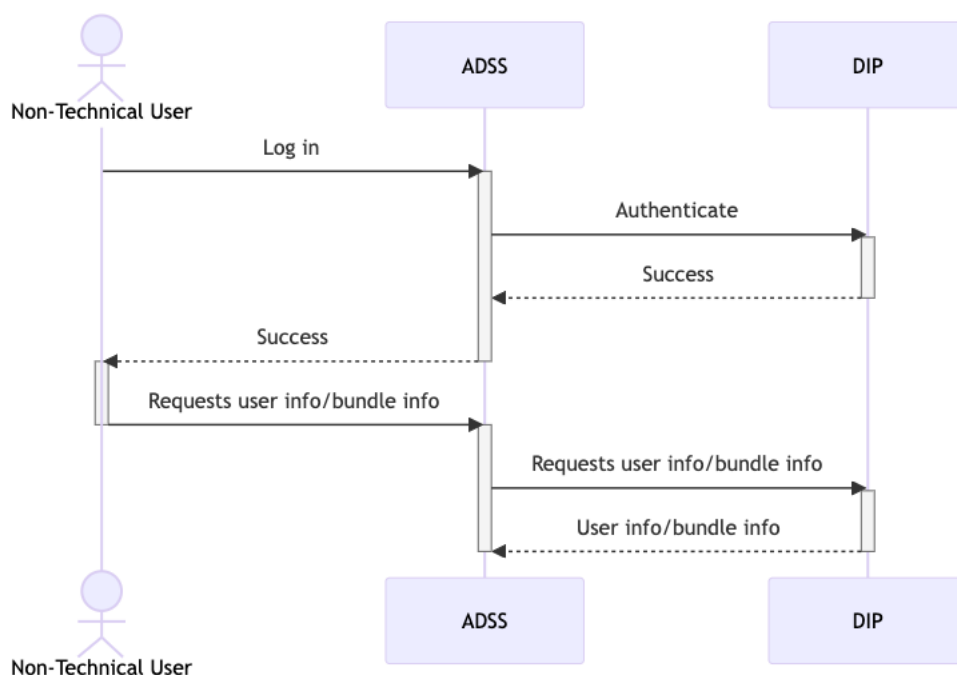 Non-Technical User
ADSS
DIP
Log in
Authenticate
Success
Success
Requests user info/bundle info
Requests user info/bundle info
User info/bundle info
Non-Technical User
ADSS
DIP